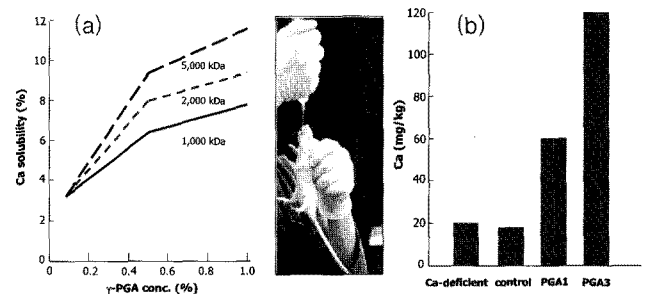 (a)
Ca solubility (%)
12
10
8
6
4
2
0
0
0.2
0.4
0.6
0.8
1.0
γ-PGA conc. (%)
5,000 kDa
2,000 kDa
1,000 kDa
(b)
Ca (mg/kg)
120
100
80
60
40
20
0
Ca-deficient control PGA1 PGA3